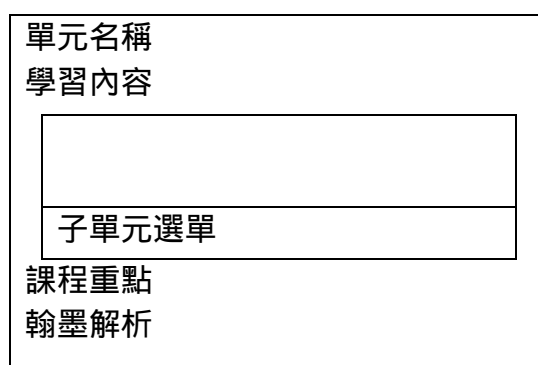 單元名稱
學習內容
子單元選單
課程重點
翰墨解析